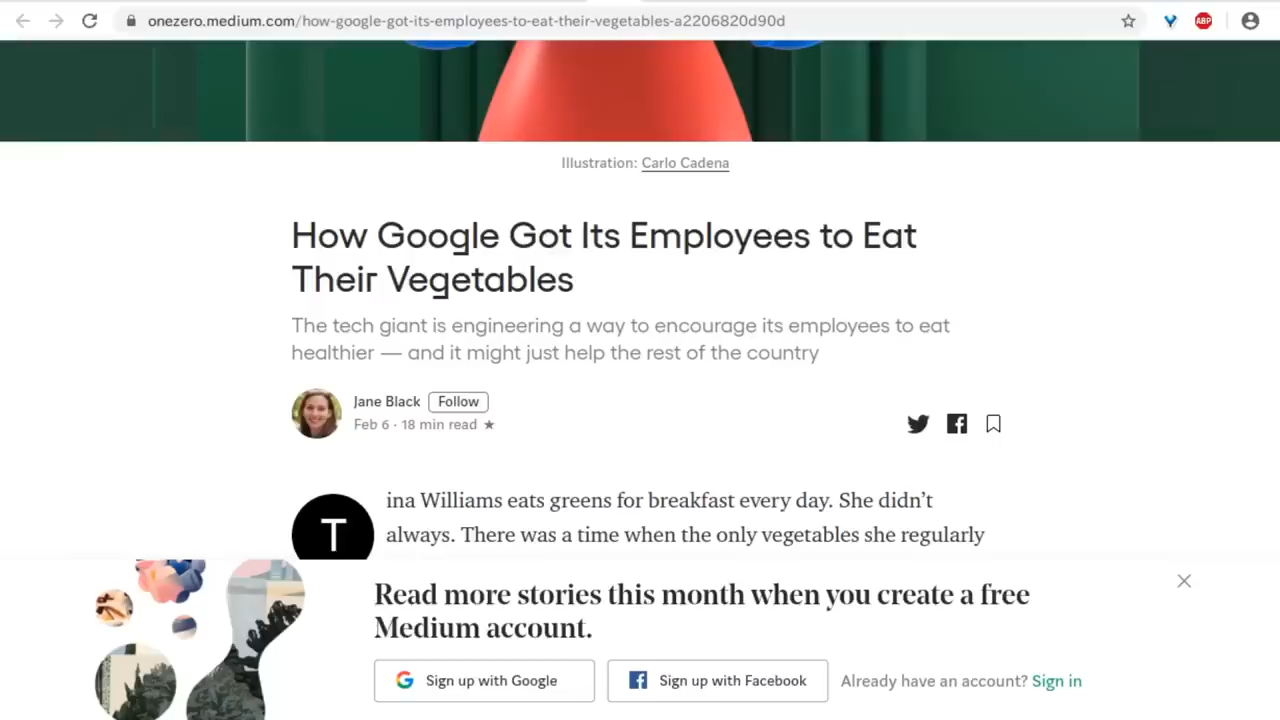 onezero.medium.com/how-google-got-its-employees-to-eat-their-vegetables-a2206820d90d
ABP
Illustration: Carlo Cadena
How Google Got Its Employees to Eat
Their Vegetables
The tech giant is engineering a way to encourage its employees to eat
healthier — and it might just help the rest of the country
Jane Black Follow
Feb 6 · 18 min read ★
Tina Williams eats greens for breakfast every day. She didn’t
always. There was a time when the only vegetables she regularly
Read more stories this month when you create a free
Medium account.
Sign up with Google Sign up with Facebook Already have an account? Sign in